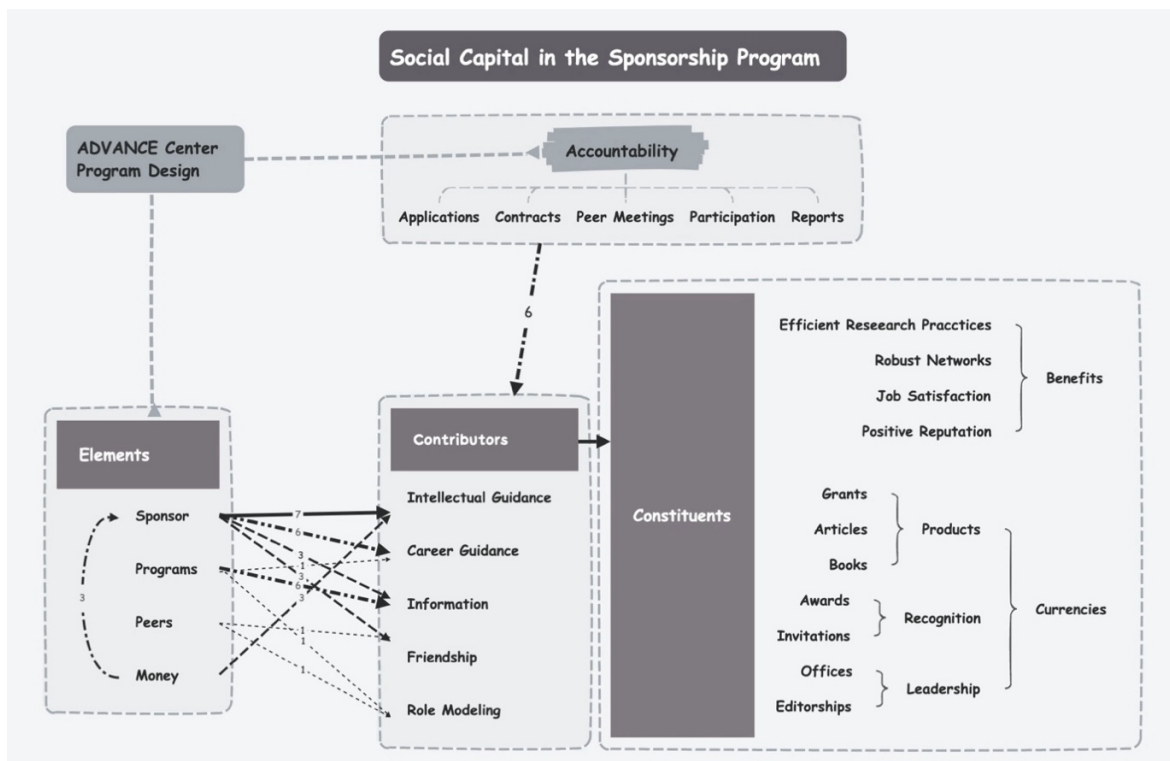 Social Capital in the Sponsorship Program
ADVANCE Center
Program Design
Accountability
Applications
Contracts
Peer Meetings
Participation
Reports
6
Elements
Sponsor
Programs
Peers
Money
3
7
6
3
1
3
6
3
1
1
1
Contributors
Intellectual Guidance
Career Guidance
Information
Friendship
Role Modeling
Constituents
Efficient Reseearch Pracctices
Robust Networks
Job Satisfaction
Positive Reputation
Benefits
Grants
Articles
Books
Products
Awards
Invitations
Recognition
Offices
Editorships
Leadership
Currencies